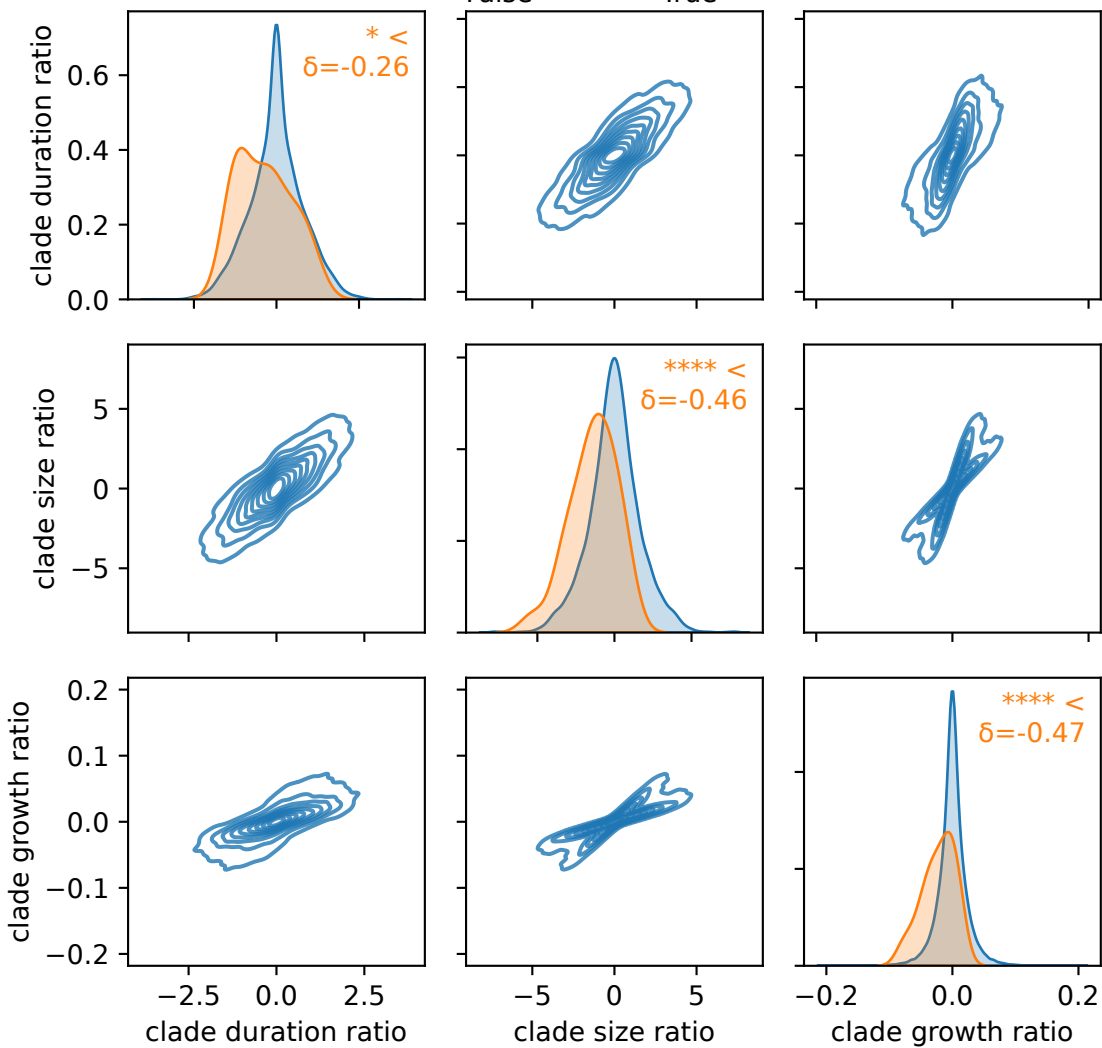 clade duration ratio
0.6
0.4
0.2
0.0
* <
δ=-0.26
clade size ratio
5
0
−5
**** <
δ=-0.46
clade growth ratio
0.2
0.1
0.0
−0.1
−0.2
**** <
δ=-0.47
−2.5 0.0 2.5
−5 0 5
−0.2 0.0 0.2
clade duration ratio
clade size ratio
clade growth ratio